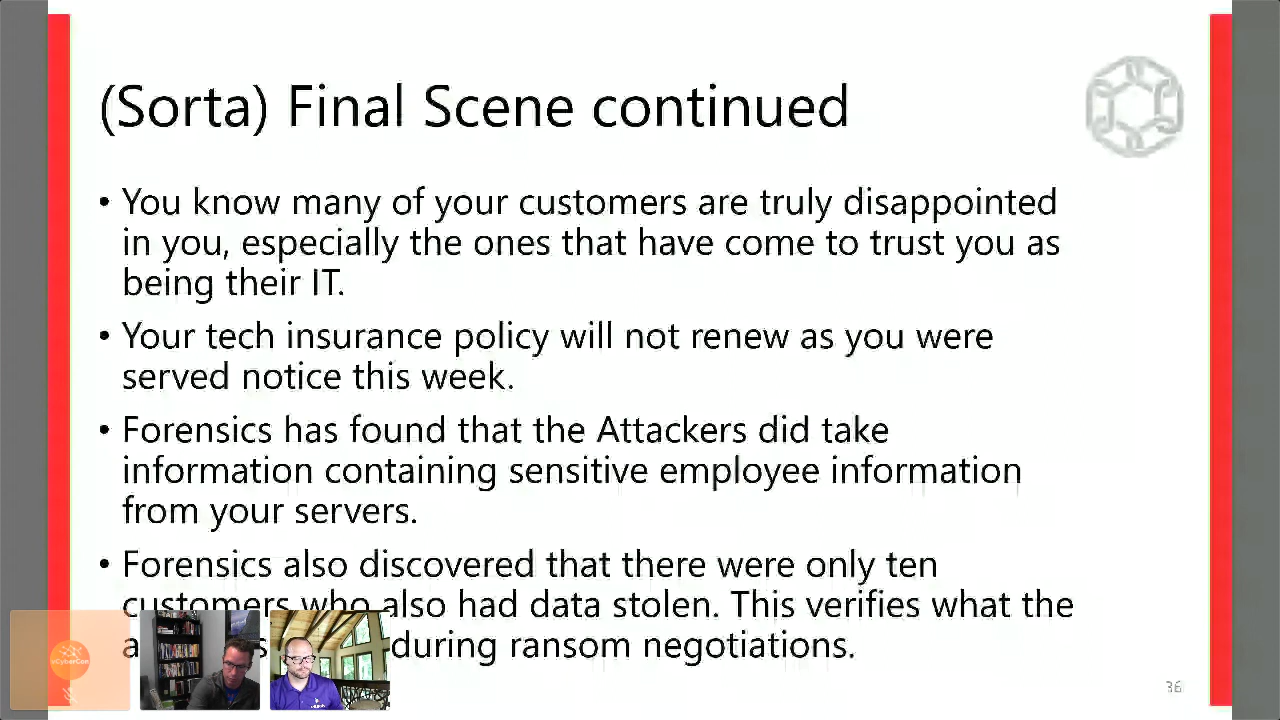 (Sorta) Final Scene continued
• You know many of your customers are truly disappointed
in you, especially the ones that have come to trust you as
being their IT.
• Your tech insurance policy will not renew as you were
served notice this week.
• Forensics has found that the Attackers did take
information containing sensitive employee information
from your servers.
• Forensics also discovered that there were only ten
customers who also had data stolen. This verifies what the
during ransom negotiations.
eCyberCon
36